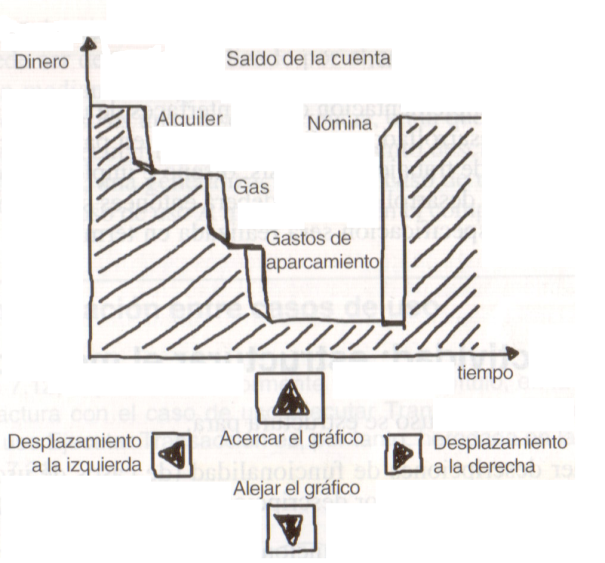 Saldo de la cuenta
Dinero
Alquiler
Nómina
Gas
Gastos de
aparcamiento
tiempo
Acercar el gráfico
Desplazamiento
a la izquierda
Desplazamiento
a la derecha
Alejar el gráfico